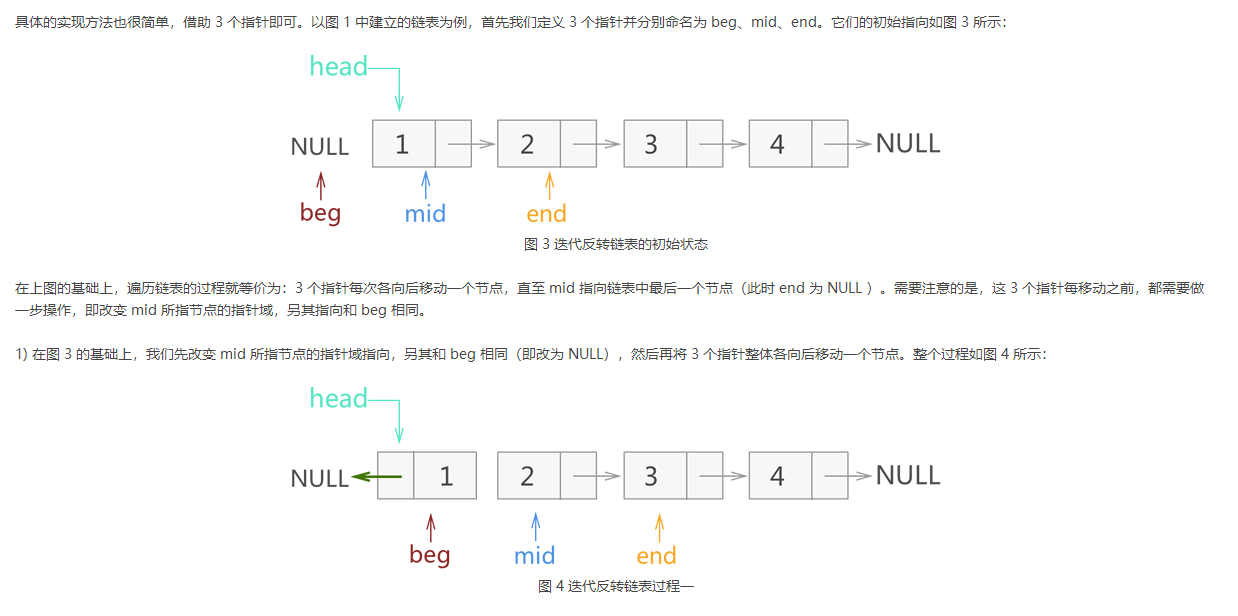 具体的实现方法也很简单，借助 3 个指针即可。以图 1 中建立的链表为例，首先我们定义 3 个指针并分别命名为 beg、mid、end。它们的初始指向如图 3 所示：
head
NULL 1 2 3 4 NULL
beg mid end
图 3 迭代反转链表的初始状态
在上图的基础上，遍历链表的过程就等价为：3 个指针每次各向后移动一个节点，直至 mid 指向链表中最后一个节点（此时 end 为 NULL ）。需要注意的是，这 3 个指针每移动之前，都需要做
一步操作，即改变 mid 所指节点的指针域，另其指向和 beg 相同。
1) 在图 3 的基础上，我们先改变 mid 所指节点的指针域指向，另其和 beg 相同（即改为 NULL），然后再将 3 个指针整体各向后移动一个节点。整个过程如图 4 所示：
head
NULL 1 2 3 4 NULL
beg mid end
图 4 迭代反转链表过程一